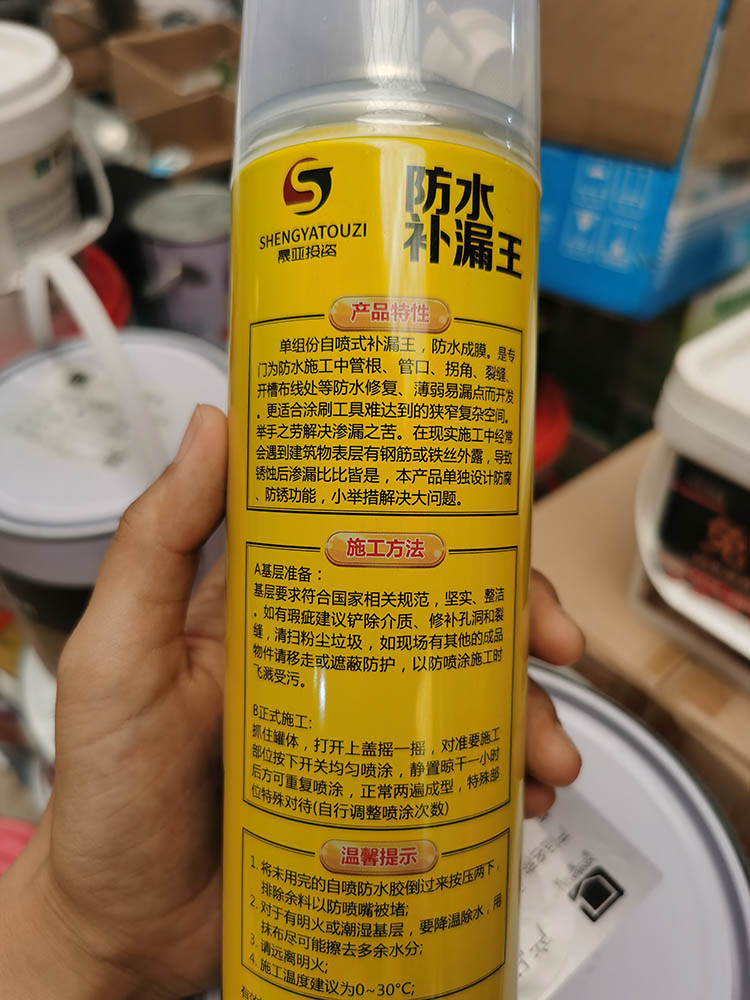 SHENGYATOUZI
晟亚投资
防水
补漏王
产品特性
单组份自喷式补漏王，防水成膜。是专
门为防水施工中管根、管口、拐角、裂缝、
开槽布线处等防水修复、薄弱易漏点而开发
。更适合涂刷工具难达到的狭窄复杂空间。
举手之劳解决渗漏之苦。在现实施工中经常
会遇到建筑物表层有钢筋或铁丝外露，导致
锈蚀后渗漏比比皆是，本产品单独设计防腐
、防锈功能，小举措解决大问题。
施工方法
A基层准备：
基层要求符合国家相关规范，坚实、整洁
。如有瑕疵建议铲除介质、修补孔洞和裂
缝，清扫粉尘垃圾，如现场有其他的成品
物件请移走或遮蔽防护，以防喷涂施工时
飞溅受污。
B正式施工:
抓住罐体，打开上盖摇一摇，对准要施工
部位按下开关均匀喷涂，静置晾干一小时
后方可重复喷涂，正常两遍成型，特殊部
位特殊对待(自行调整喷涂次数)
温馨提示
1. 将未用完的自喷防水胶倒过来按压两下，
排除余料以防喷嘴被堵;
2. 对于有明火或潮湿基层，要降温除水，用
抹布尽可能擦去多余水分;
3. 请远离明火;
4. 施工温度建议为0~30℃;